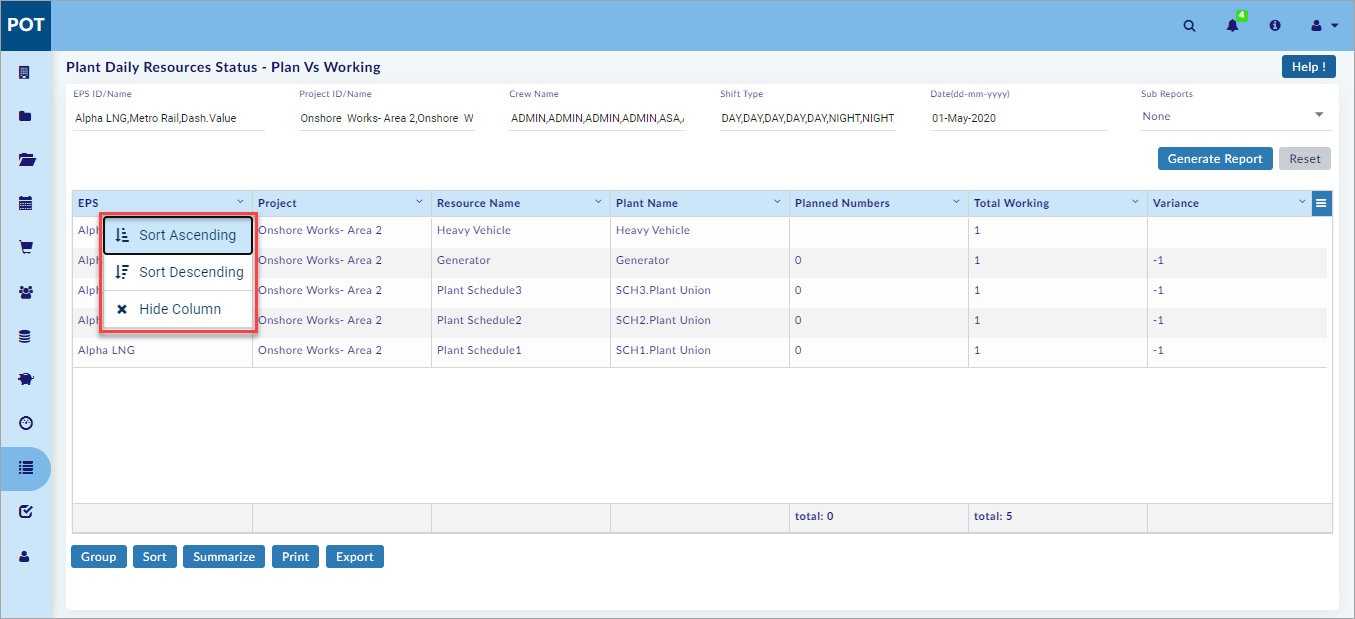 POT
4
Plant Daily Resources Status - Plan Vs Working
Help !
EPS ID/Name Project ID/Name Crew Name Shift Type Date(dd-mm-yyyy) Sub Reports
Alpha LNG,Metro Rail,Dash.Value Onshore Works- Area 2,Onshore W ADMIN,ADMIN,ADMIN,ADMIN,ASA, DAY,DAY,DAY,DAY,DAY,NIGHT,NIGHT 01-May-2020 None
Generate Report Reset
EPS Project Resource Name Plant Name Planned Numbers Total Working Variance
Alph Onshore Works- Area 2 Heavy Vehicle Heavy Vehicle 1
Sort Ascending
Alph Onshore Works- Area 2 Generator Generator 0 1 -1
Sort Descending
Alph Onshore Works- Area 2 Plant Schedule3 SCH3.Plant Union 0 1 -1
Hide Column
Alph Onshore Works- Area 2 Plant Schedule2 SCH2.Plant Union 0 1 -1
Alpha LNG Onshore Works- Area 2 Plant Schedule1 SCH1.Plant Union 0 1 -1
total: 0 total: 5
Group Sort Summarize Print Export